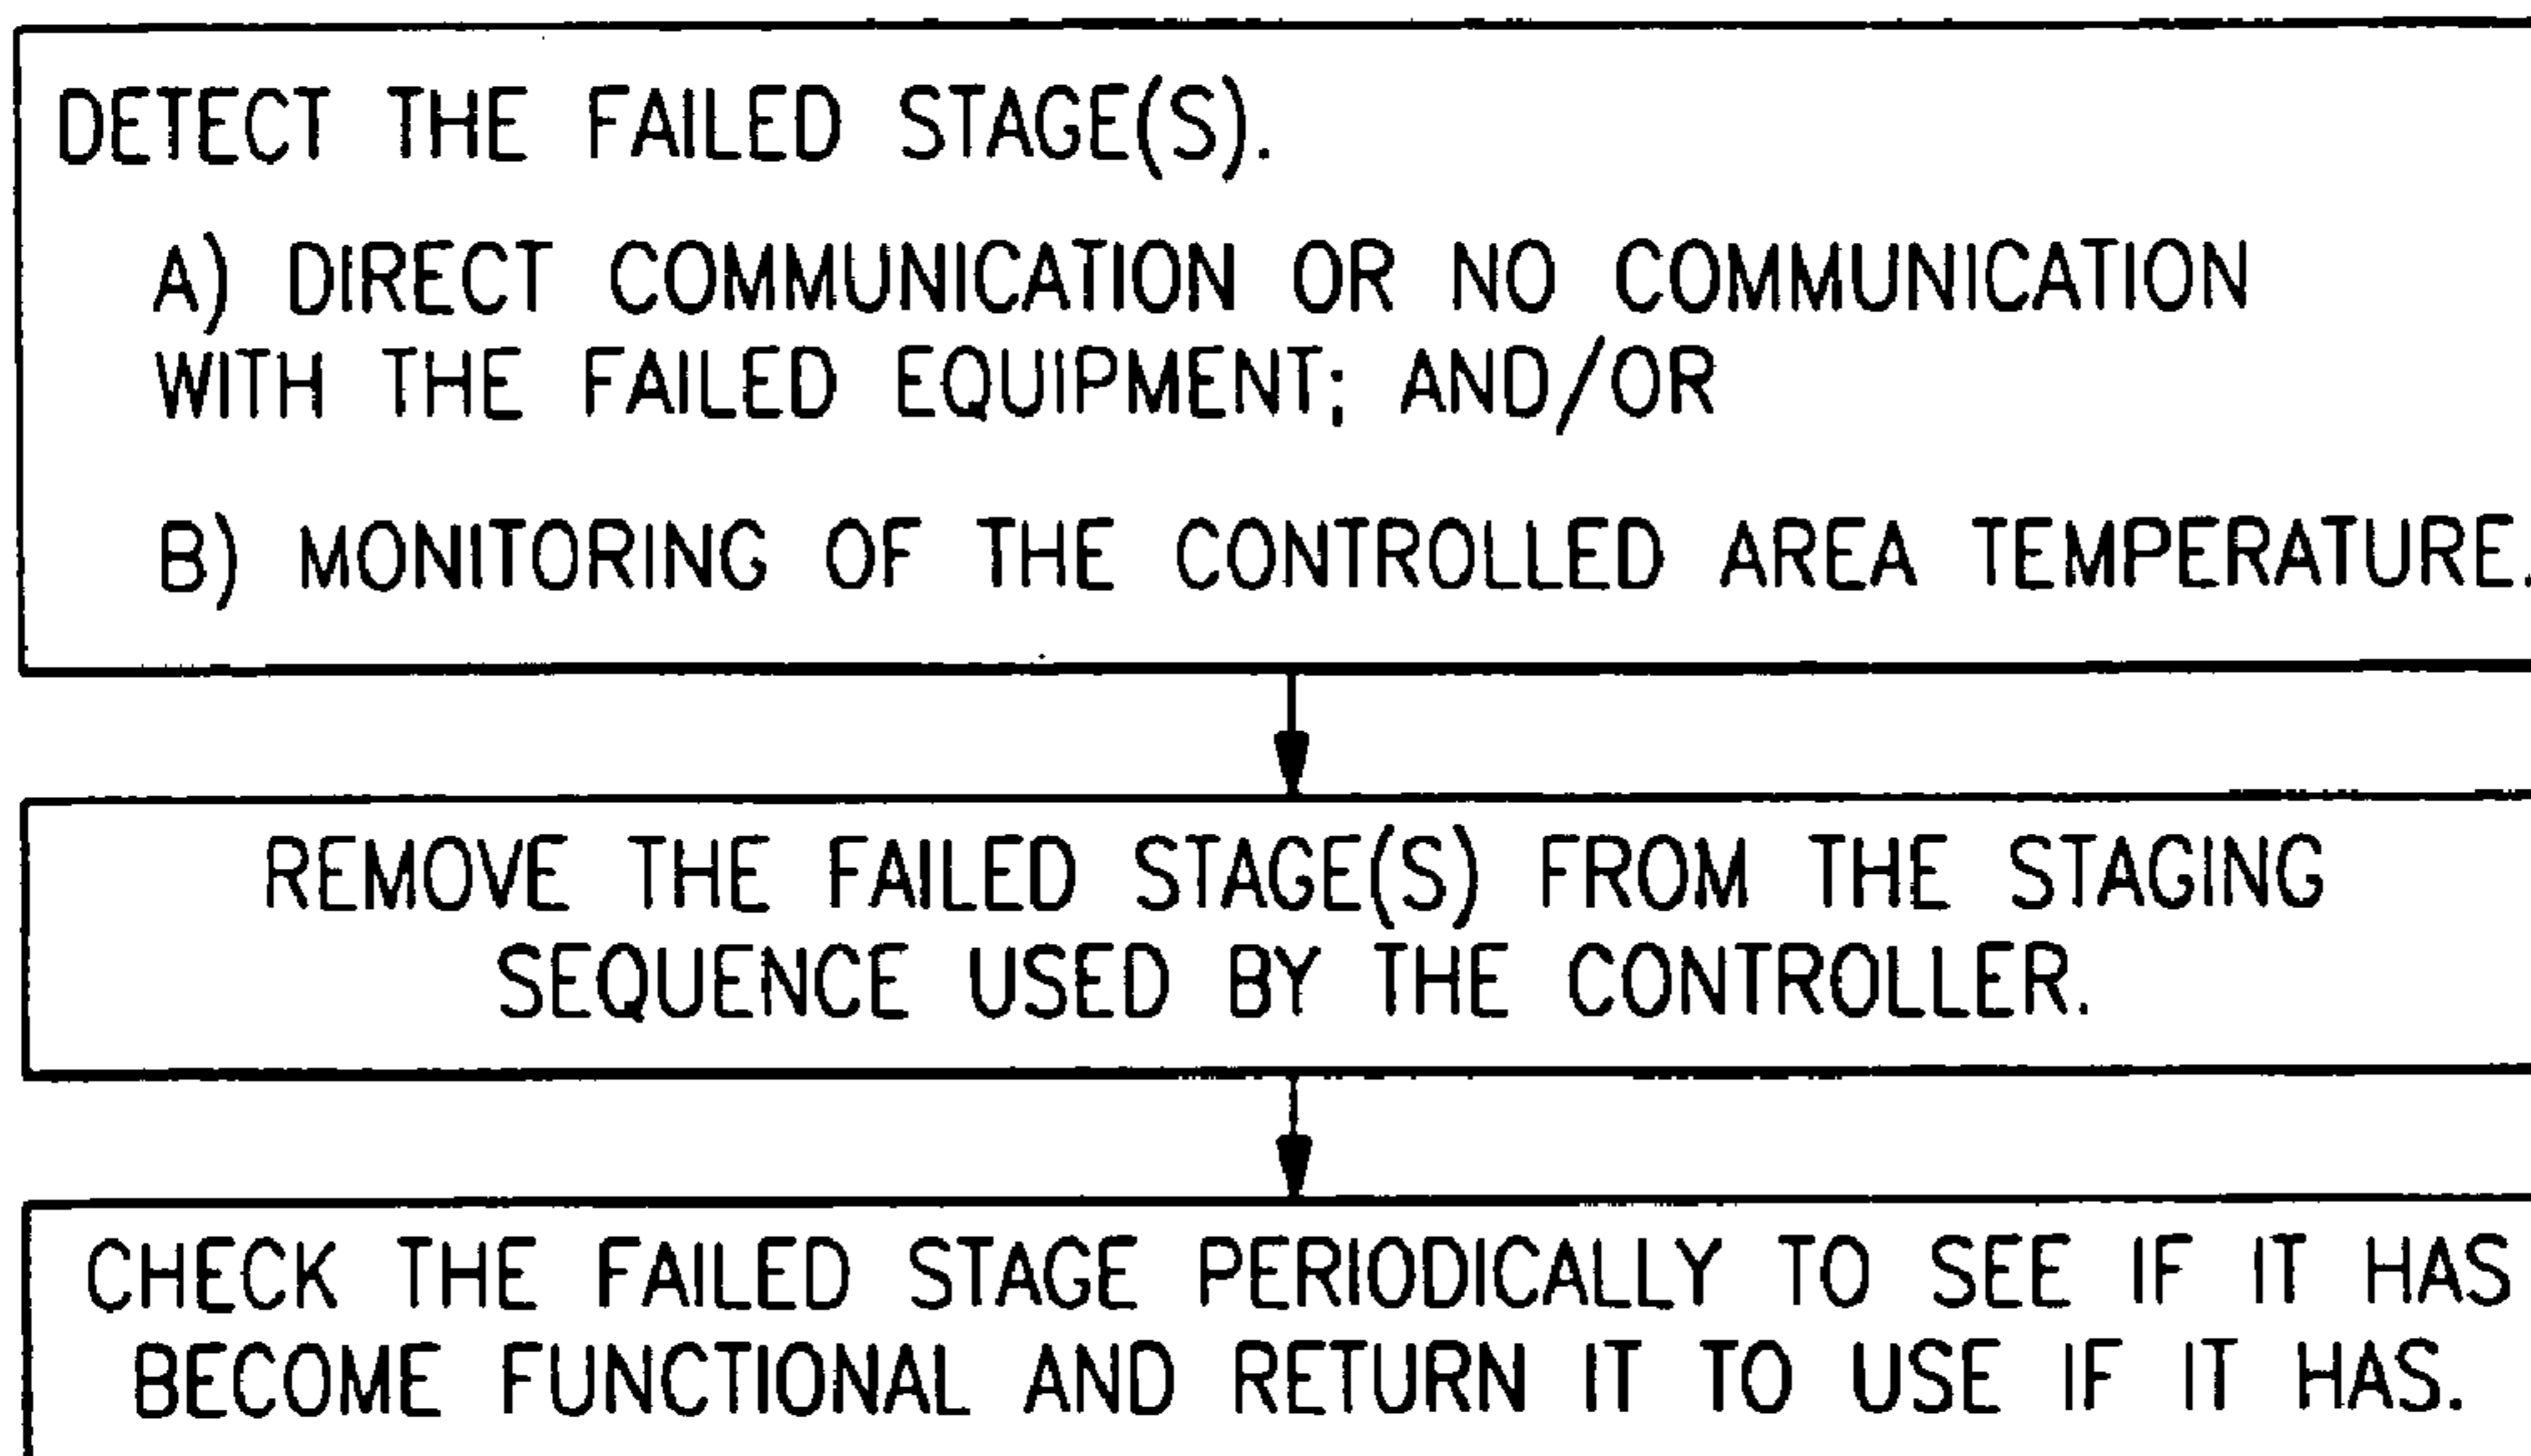 DETECT THE FAILED STAGE(S).
A) DIRECT COMMUNICATION OR NO COMMUNICATION
WITH THE FAILED EQUIPMENT; AND/OR
B) MONITORING OF THE CONTROLLED AREA TEMPERATURE.
REMOVE THE FAILED STAGE(S) FROM THE STAGING
SEQUENCE USED BY THE CONTROLLER.
CHECK THE FAILED STAGE PERIODICALLY TO SEE IF IT HAS
BECOME FUNCTIONAL AND RETURN IT TO USE IF IT HAS.